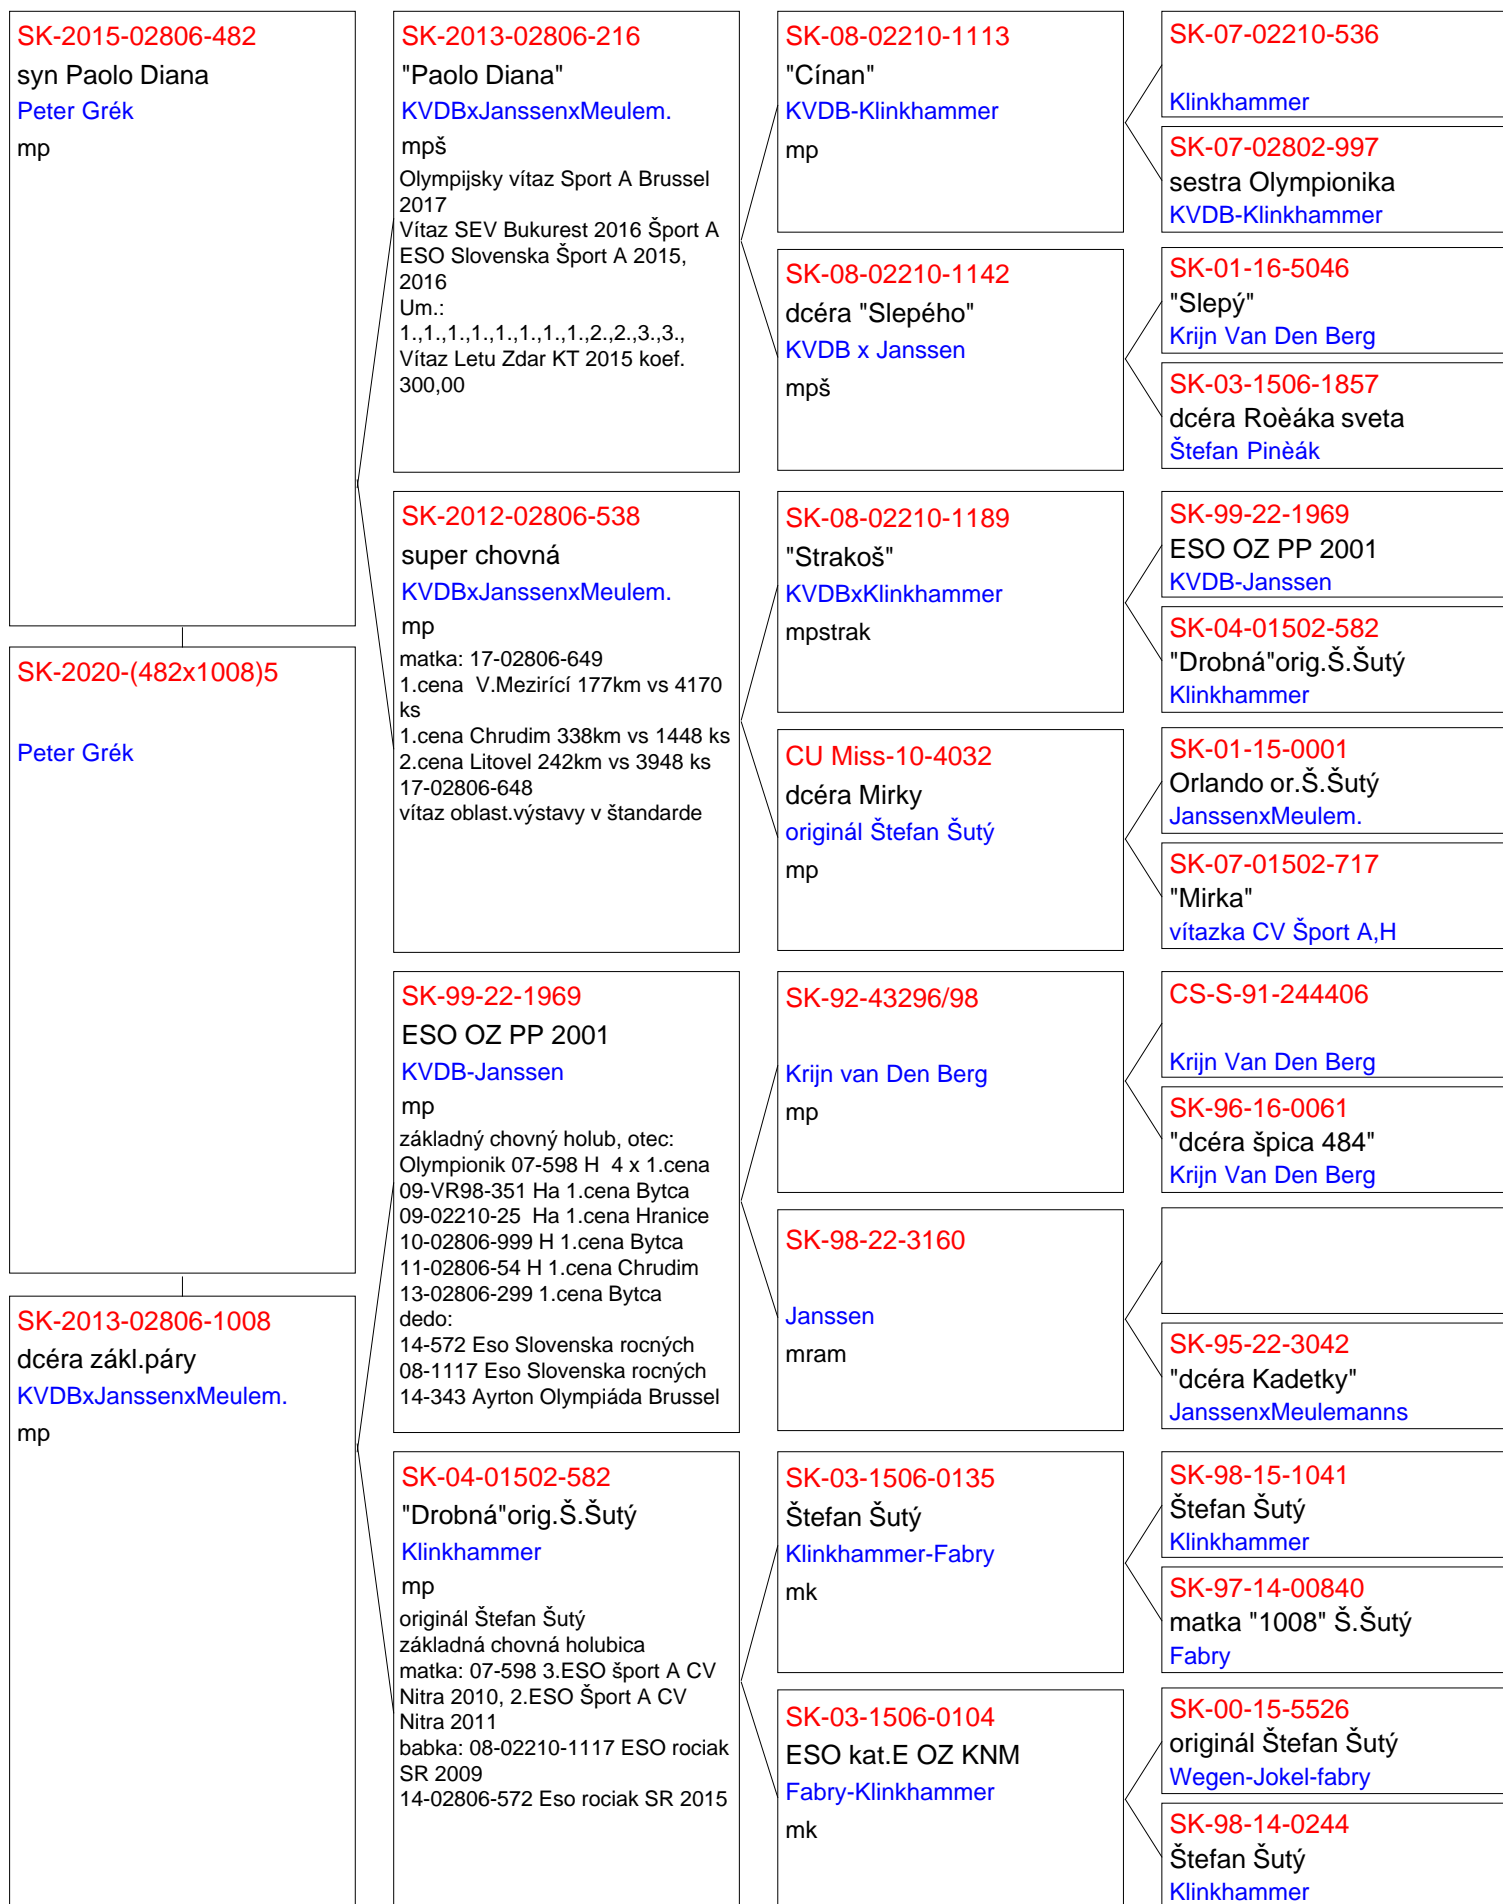 SK-2015-02806-482
syn Paolo Diana
Peter Grék
mp
SK-2020-(482x1008)5
Peter Grék
SK-2013-02806-1008
dcéra zákl.páry
KVDBxJanssenxMeulem.
mp
SK-2013-02806-216
"Paolo Diana"
KVDBxJanssenxMeulem.
mpš
Olympijsky vítaz Sport A Brussel
2017
Vítaz SEV Bukurest 2016 Šport A
ESO Slovenska Šport A 2015,
2016
Um.:
1.,1.,1.,1.,1.,1.,1.,1.,2.,2.,3.,3.,
Vítaz Letu Zdar KT 2015 koef.
300,00
SK-2012-02806-538
super chovná
KVDBxJanssenxMeulem.
mp
matka: 17-02806-649
1.cena  V.Mezirící 177km vs 4170
ks
1.cena Chrudim 338km vs 1448 ks
2.cena Litovel 242km vs 3948 ks
17-02806-648
vítaz oblast.výstavy v štandarde
SK-99-22-1969
ESO OZ PP 2001
KVDB-Janssen
mp
základný chovný holub, otec:
Olympionik 07-598 H  4 x 1.cena
09-VR98-351 Ha 1.cena Bytca
09-02210-25  Ha 1.cena Hranice
10-02806-999 H 1.cena Bytca
11-02806-54 H 1.cena Chrudim
13-02806-299 1.cena Bytca
dedo:
14-572 Eso Slovenska rocných
08-1117 Eso Slovenska rocných
14-343 Ayrton Olympiáda Brussel
SK-04-01502-582
"Drobná"orig.Š.Šutý
Klinkhammer
mp
originál Štefan Šutý
základná chovná holubica
matka: 07-598 3.ESO šport A CV
Nitra 2010, 2.ESO Šport A CV
Nitra 2011
babka: 08-02210-1117 ESO rociak
SR 2009
14-02806-572 Eso rociak SR 2015
SK-08-02210-1113
"Cínan"
KVDB-Klinkhammer
mp
SK-08-02210-1142
dcéra "Slepého"
KVDB x Janssen
mpš
SK-08-02210-1189
"Strakoš"
KVDBxKlinkhammer
mpstrak
CU Miss-10-4032
dcéra Mirky
originál Štefan Šutý
mp
SK-92-43296/98
Krijn van Den Berg
mp
SK-98-22-3160
Janssen
mram
SK-03-1506-0135
Štefan Šutý
Klinkhammer-Fabry
mk
SK-03-1506-0104
ESO kat.E OZ KNM
Fabry-Klinkhammer
mk
SK-07-02210-536
Klinkhammer
SK-07-02802-997
sestra Olympionika
KVDB-Klinkhammer
SK-01-16-5046
"Slepý"
Krijn Van Den Berg
SK-03-1506-1857
dcéra Roèáka sveta
Štefan Pinèák
SK-99-22-1969
ESO OZ PP 2001
KVDB-Janssen
SK-04-01502-582
"Drobná"orig.Š.Šutý
Klinkhammer
SK-01-15-0001
Orlando or.Š.Šutý
JanssenxMeulem.
SK-07-01502-717
"Mirka"
vítazka CV Šport A,H
CS-S-91-244406
Krijn Van Den Berg
SK-96-16-0061
"dcéra špica 484"
Krijn Van Den Berg
SK-95-22-3042
"dcéra Kadetky"
JanssenxMeulemanns
SK-98-15-1041
Štefan Šutý
Klinkhammer
SK-97-14-00840
matka "1008" Š.Šutý
Fabry
SK-00-15-5526
originál Štefan Šutý
Wegen-Jokel-fabry
SK-98-14-0244
Štefan Šutý
Klinkhammer